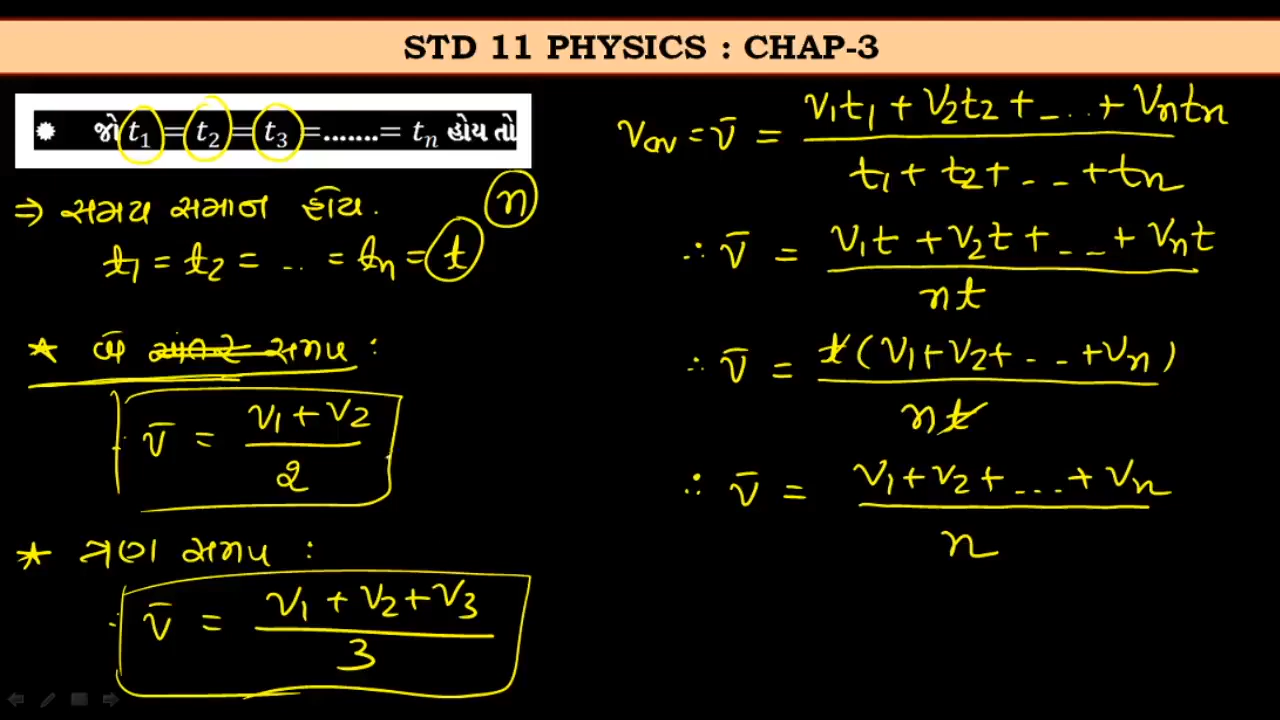 STD 11 PHYSICS : CHAP-3
✹ જો t₁ = t₂ = t₃ =.......= tₙ હોય તો
⇒ સમય સમાન હોય. n
t₁ = t₂ = ... = tₙ = t
★ બે સમય :
v̄ = (v₁ + v₂) / 2
★ ત્રણ સમય :
v̄ = (v₁ + v₂ + v₃) / 3
vₐᵥ = v̄ = (v₁t₁ + v₂t₂ + ... + vₙtₙ) / (t₁ + t₂ + ... + tₙ)
∴ v̄ = (v₁t + v₂t + ... + vₙt) / nt
∴ v̄ = t(v₁ + v₂ + ... + vₙ) / nt
∴ v̄ = (v₁ + v₂ + ... + vₙ) / n